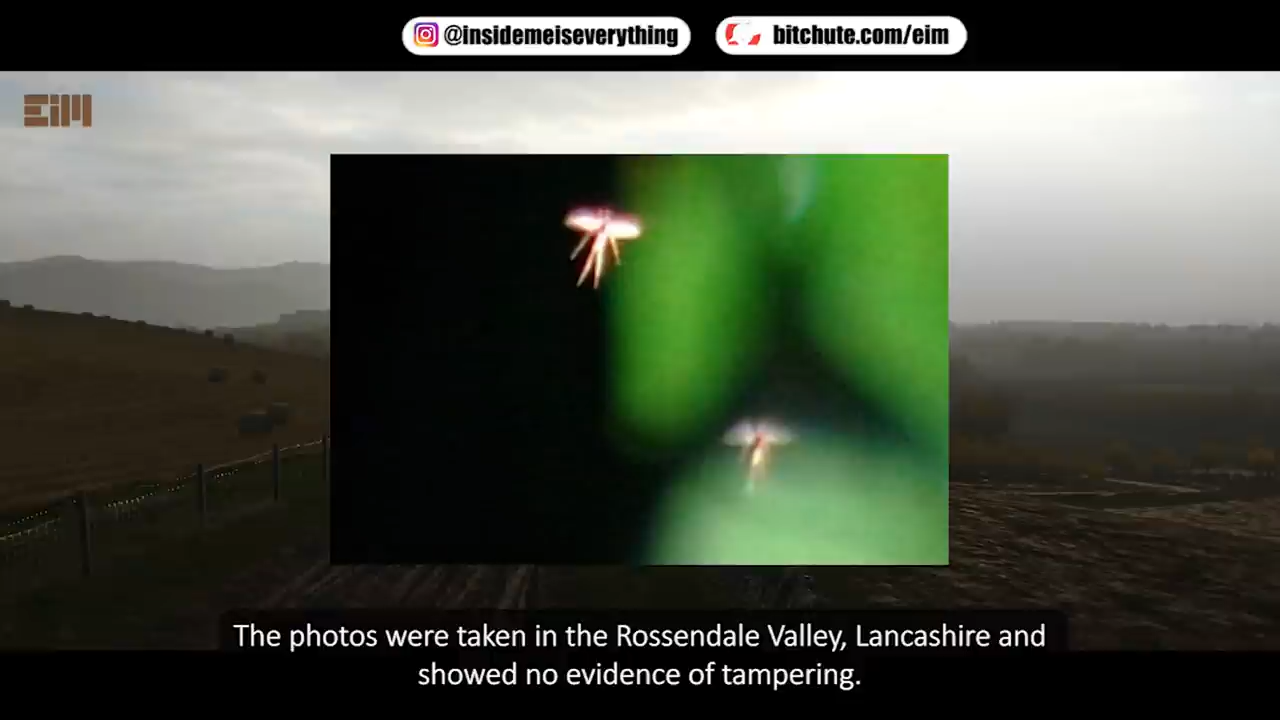 @insidemeiseverything
bitchute.com/eim
EiM
The photos were taken in the Rossendale Valley, Lancashire and
showed no evidence of tampering.